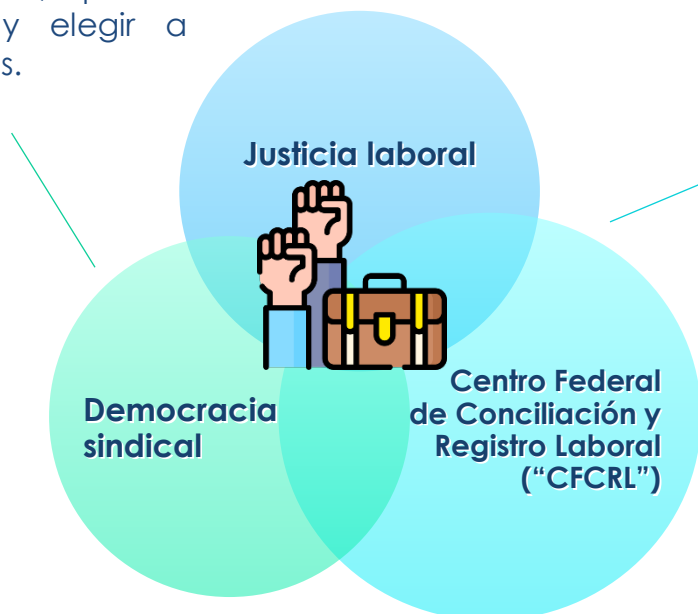 y elegir a
s.
Justicia laboral
Democracia
sindical
Centro Federal
de Conciliación y
Registro Laboral
(“CFCRL”)